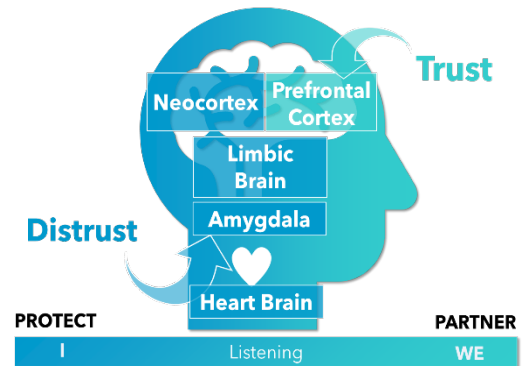 Trust
Neocortex
Prefrontal
Cortex
Limbic
Brain
Amygdala
Distrust
Heart Brain
PROTECT
PARTNER
I
Listening
WE